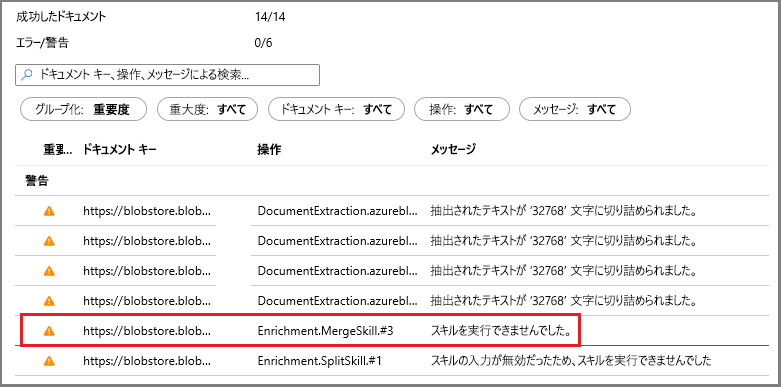 成功したドキュメント 14/14
エラー/警告 0/6
ドキュメント キー、操作、メッセージによる検索...
グループ化: 重要度 重大度: すべて ドキュメント キー: すべて 操作: すべて メッセージ: すべて
重要... ドキュメント キー 操作 メッセージ
警告
https://blobstore.blob... DocumentExtraction.azurebl... 抽出されたテキストが '32768' 文字に切り詰められました。
https://blobstore.blob... DocumentExtraction.azurebl... 抽出されたテキストが '32768' 文字に切り詰められました。
https://blobstore.blob... DocumentExtraction.azurebl... 抽出されたテキストが '32768' 文字に切り詰められました。
https://blobstore.blob... DocumentExtraction.azurebl... 抽出されたテキストが '32768' 文字に切り詰められました。
https://blobstore.blob... Enrichment.MergeSkill.#3 スキルを実行できませんでした。
https://blobstore.blob... Enrichment.SplitSkill.#1 スキルの入力が無効だったため、スキルを実行できませんでした